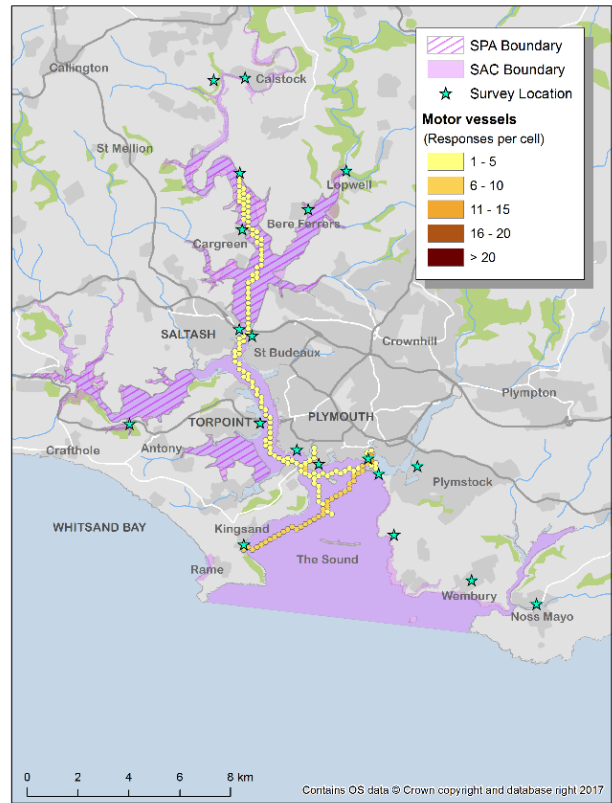 SPA Boundary
SAC Boundary
Survey Location
Motor vessels
(Responses per cell)
1 - 5
6 - 10
11 - 15
16 - 20
> 20
Callington
Calstock
St Mellion
Lopwell
Bere Ferrers
Cargreen
SALTASH
St Budeaux
Crownhill
Plympton
TORPOINT
PLYMOUTH
Crafthole
Antony
Plymstock
WHITSAND BAY
Kingsand
The Sound
Rame
Wembury
Noss Mayo
0 2 4 8 km
Contains OS data © Crown copyright and database right 2017